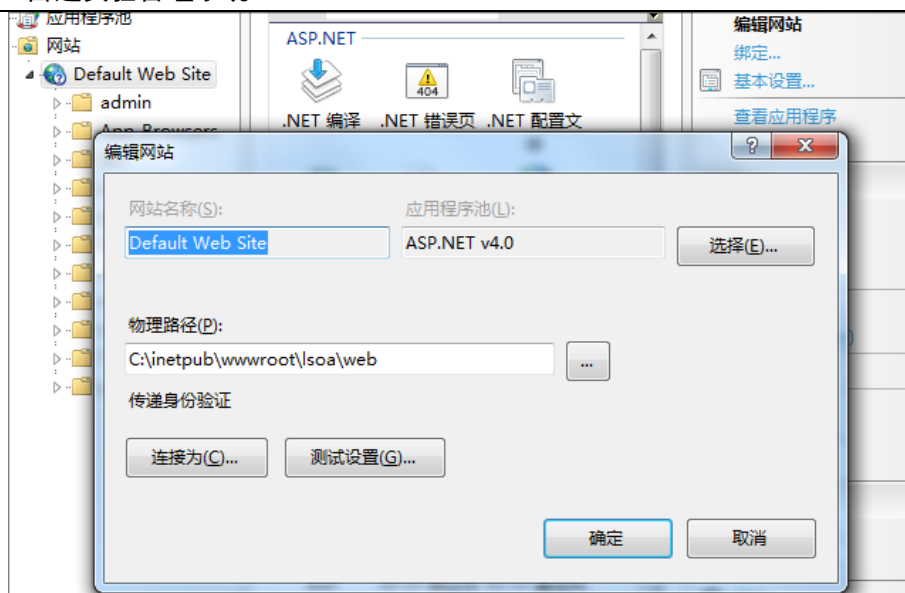 应用程序池
网站
Default Web Site
admin
App_Browsers
ASP.NET
404
.NET 编译
.NET 错误页
.NET 配置文
编辑网站
绑定...
基本设置...
查看应用程序
编辑网站
网站名称(S):
应用程序池(L):
Default Web Site
ASP.NET v4.0
选择(E)...
物理路径(P):
C:\inetpub\wwwroot\lsoa\web
...
传递身份验证
连接为(C)...
测试设置(G)...
确定
取消